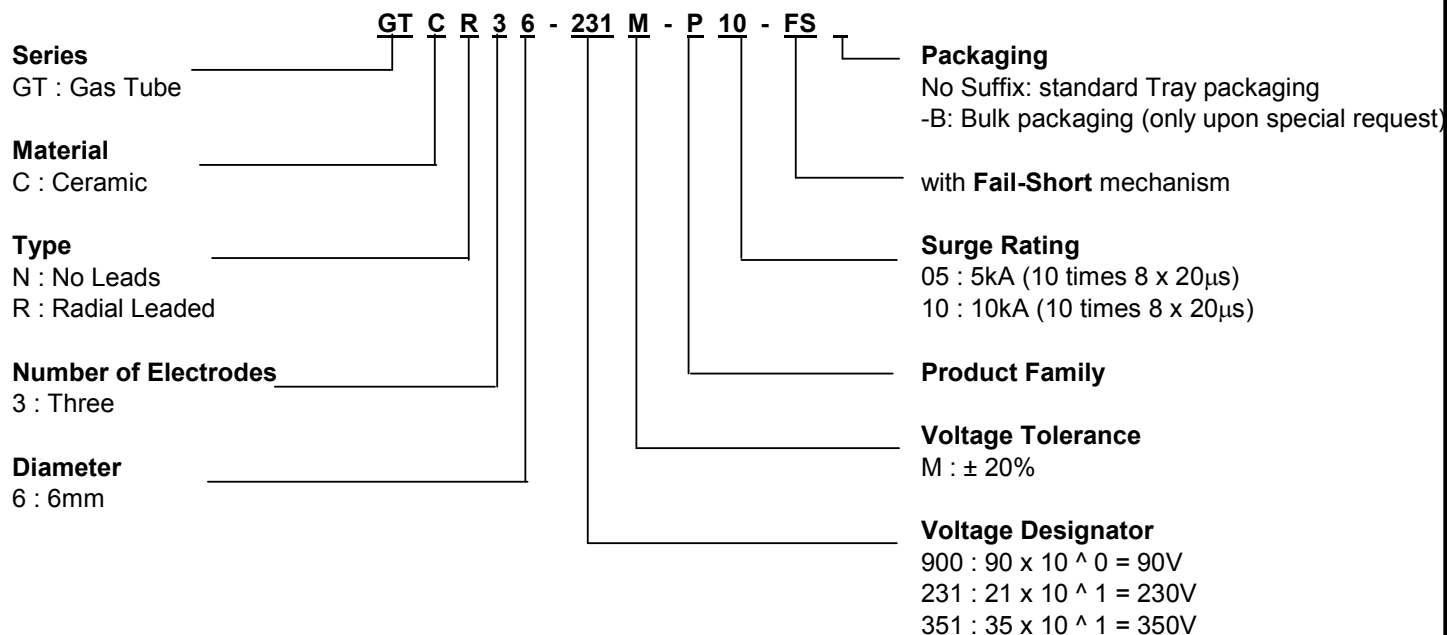 GT C R 3 6 - 231 M - P 10 - FS _
Series
GT : Gas Tube
Material
C : Ceramic
Type
N : No Leads
R : Radial Leaded
Number of Electrodes
3 : Three
Diameter
6 : 6mm
Packaging
No Suffix: standard Tray packaging
-B: Bulk packaging (only upon special request)
with Fail-Short mechanism
Surge Rating
05 : 5kA (10 times 8 x 20μs)
10 : 10kA (10 times 8 x 20μs)
Product Family
Voltage Tolerance
M : ± 20%
Voltage Designator
900 : 90 x 10 ^ 0 = 90V
231 : 21 x 10 ^ 1 = 230V
351 : 35 x 10 ^ 1 = 350V